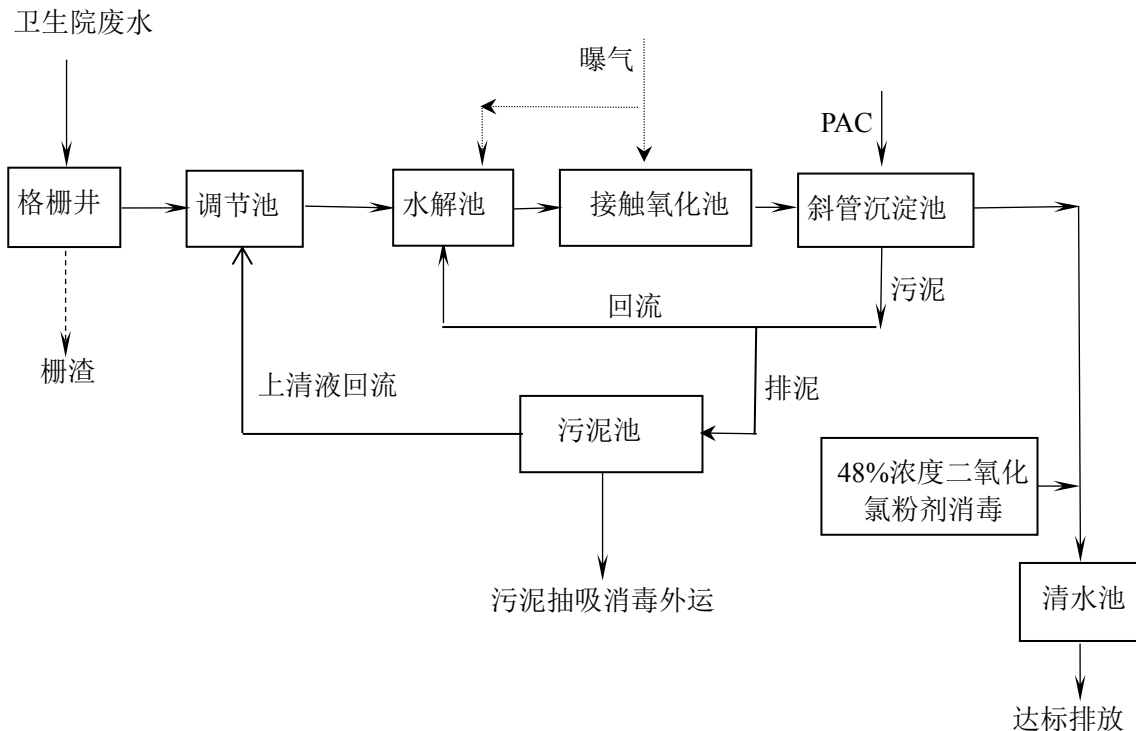 卫生院废水
曝气
PAC
格栅井
调节池
水解池
接触氧化池
斜管沉淀池
污泥
回流
栅渣
上清液回流
排泥
污泥池
48%浓度二氧化
氯粉剂消毒
污泥抽吸消毒外运
清水池
达标排放